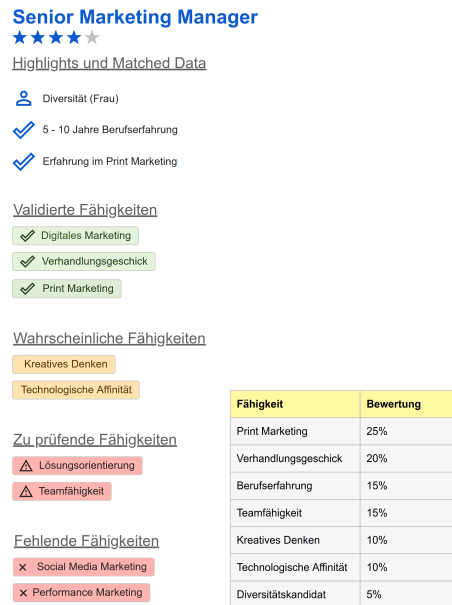 Senior Marketing Manager
Highlights und Matched Data
Diversität (Frau)
5 - 10 Jahre Berufserfahrung
Erfahrung im Print Marketing
Validierte Fähigkeiten
Digitales Marketing
Verhandlungsgeschick
Print Marketing
Wahrscheinliche Fähigkeiten
Kreatives Denken
Technologische Affinität
Zu prüfende Fähigkeiten
Lösungsorientierung
Teamfähigkeit
Fehlende Fähigkeiten
Social Media Marketing
Performance Marketing
Fähigkeit Bewertung
Print Marketing 25%
Verhandlungsgeschick 20%
Berufserfahrung 15%
Teamfähigkeit 15%
Kreatives Denken 10%
Technologische Affinität 10%
Diversitätskandidat 5%